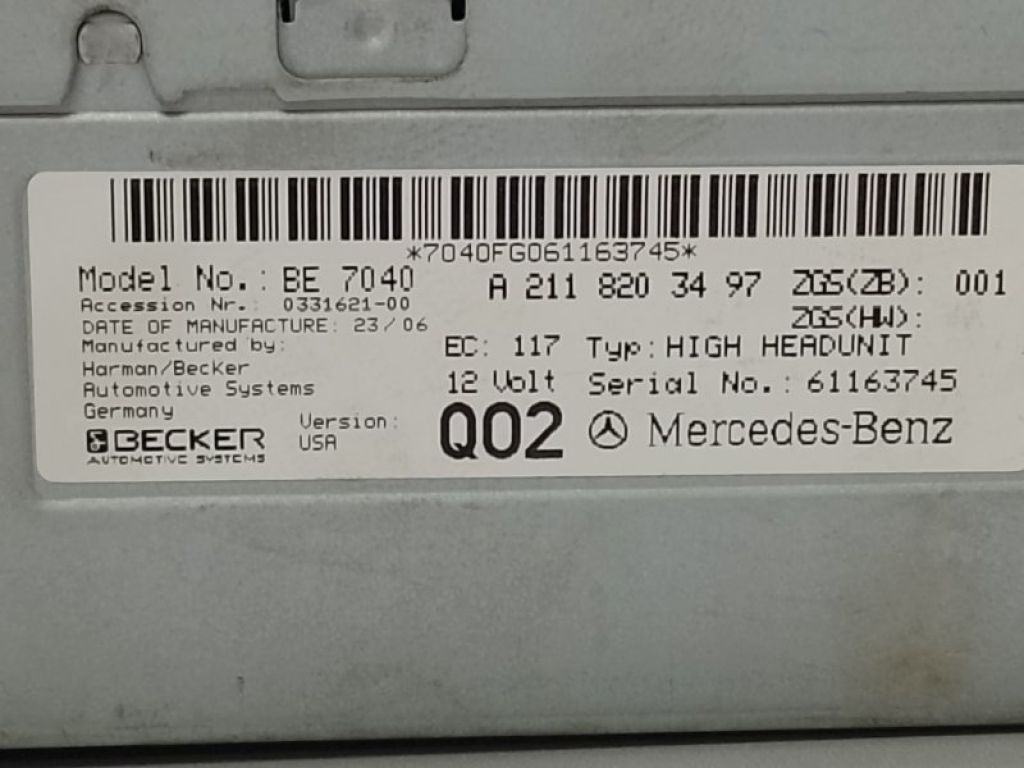 *7040FG061163745*
Model No.: BE 7040 A 211 820 34 97 ZGS(ZB): 001
Accession Nr.: 0331621-00 ZGS(HW):
DATE OF MANUFACTURE: 23/06
Manufactured by: EC: 117 Typ: HIGH HEADUNIT
Harman/Becker
Automotive Systems 12 Volt Serial No.: 61163745
Germany
Version: Q02 Mercedes-Benz
BECKER USA
AUTOMOTIVE SYSTEMS